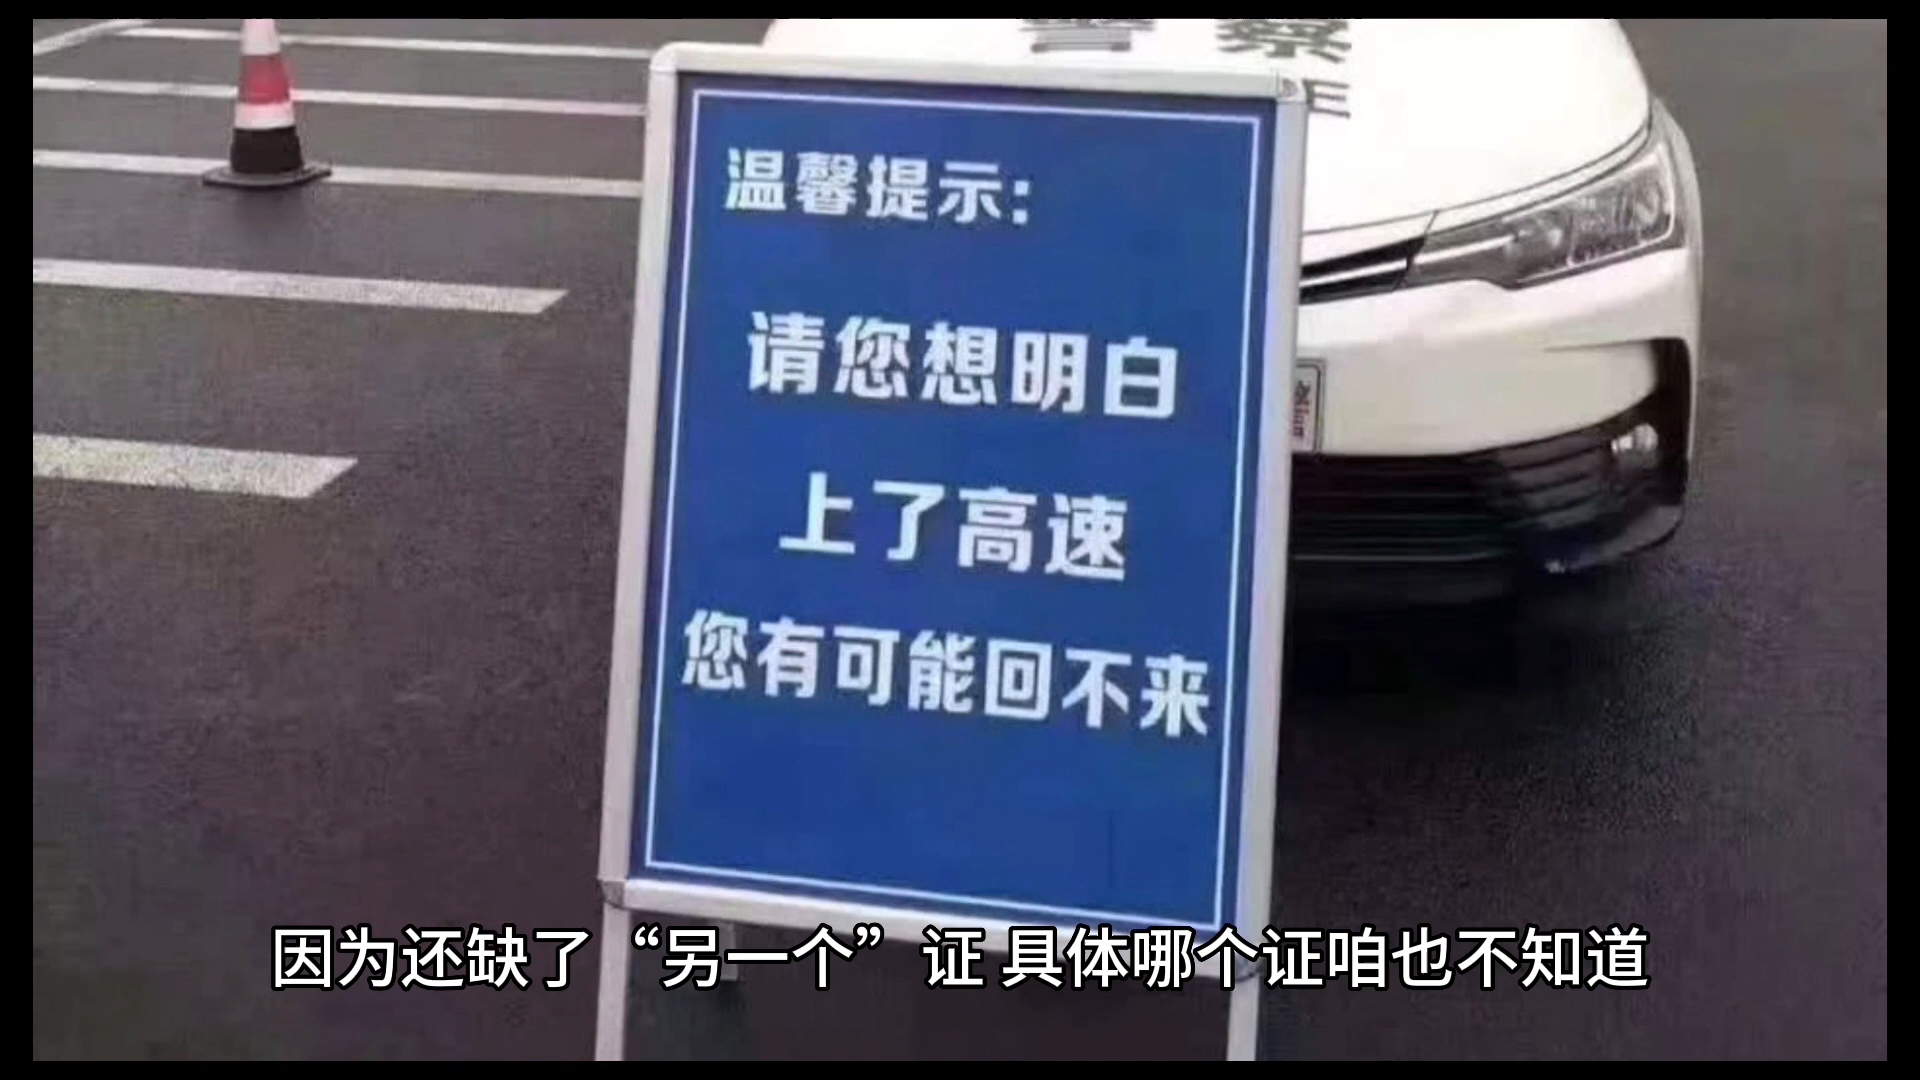 警察
温馨提示:
请您想明白
上了高速
您有可能回不来
因为还缺了“另一个”证 具体哪个证咱也不知道